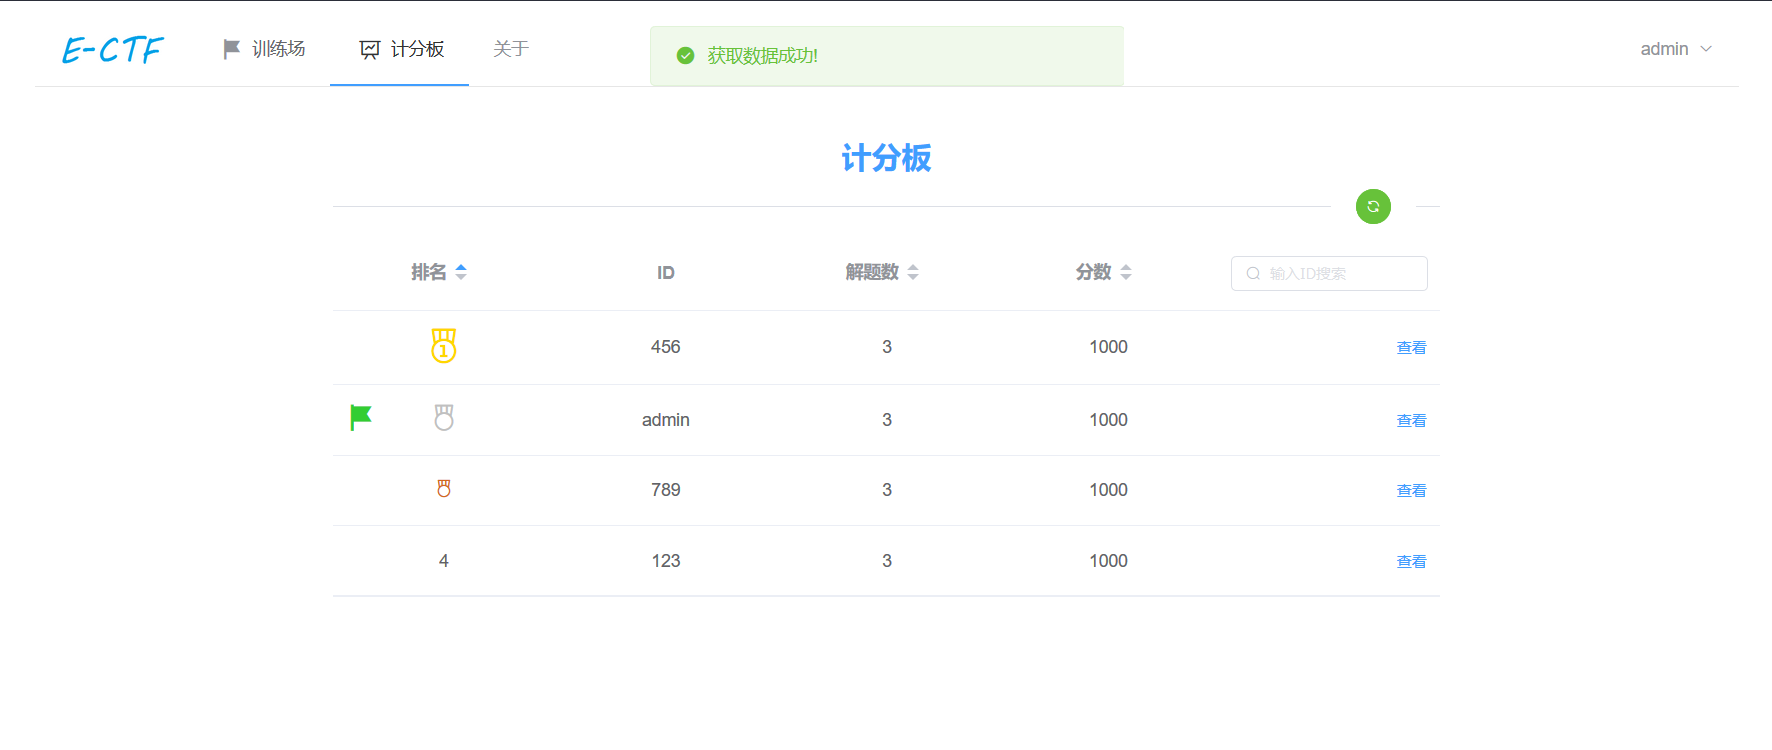 E-CTF 训练场 计分板 关于 获取数据成功! admin
计分板
排名 ID 解题数 分数 输入ID搜索
1 456 3 1000 查看
admin 3 1000 查看
789 3 1000 查看
4 123 3 1000 查看